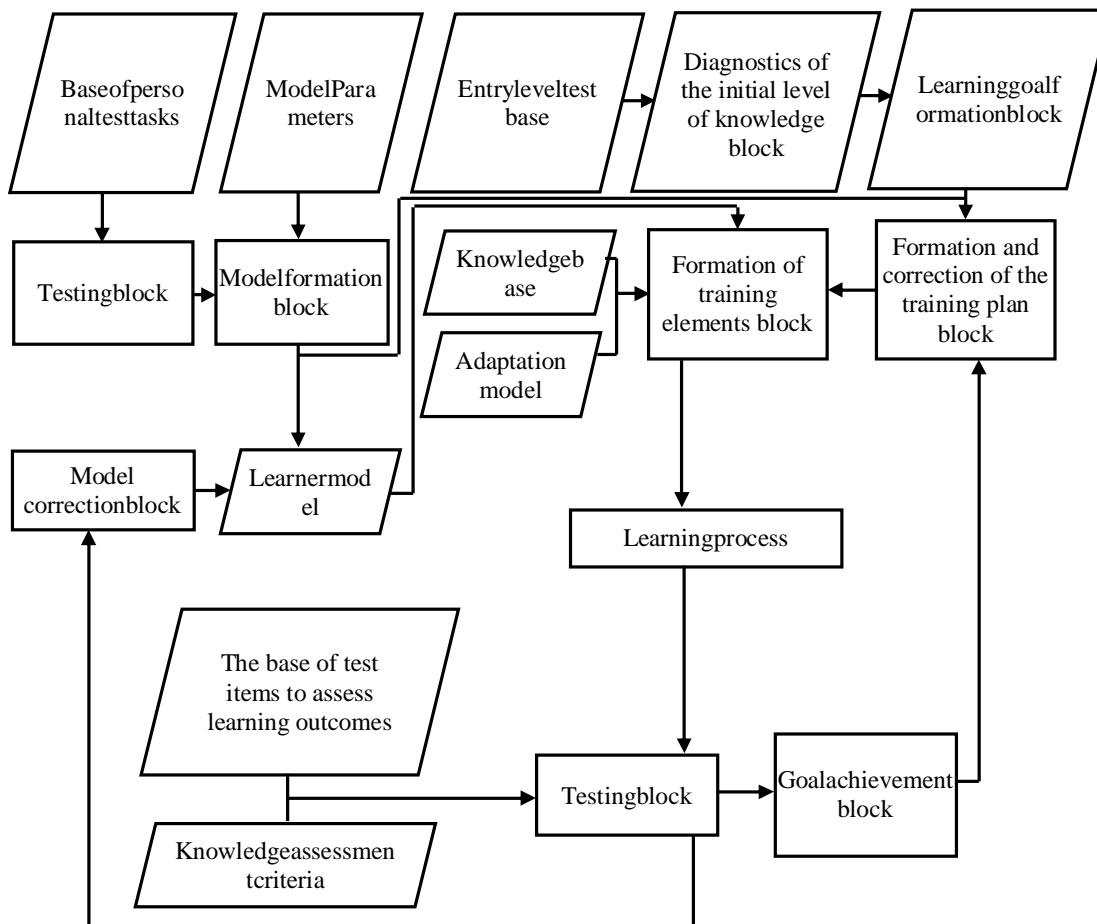 Baseofperso
naltesttasks
ModelPara
meters
Entryleveltest
base
Diagnostics of
the initial level
of knowledge
block
Learninggoalf
ormationblock
Testingblock
Modelformation
block
Knowledgeb
ase
Adaptation
model
Formation of
training
elements block
Formation and
correction of the
training plan
block
Model
correctionblock
Learnermod
el
Learningprocess
The base of test
items to assess
learning outcomes
Knowledgeassessmen
tcriteria
Testingblock
Goalachievement
block